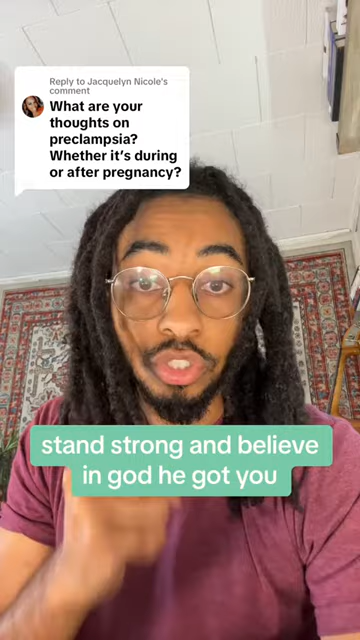 Reply to Jacquelyn Nicole's
comment
What are your
thoughts on
preclampsia?
Whether it's during
or after pregnancy?
stand strong and believe
in god he got you